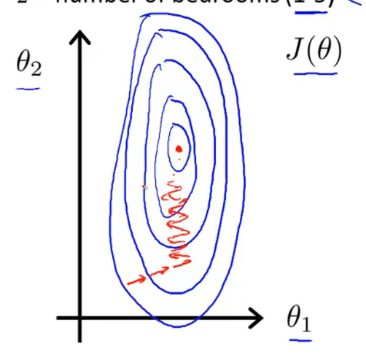 number of bedrooms (1-5)
J(θ)
θ₂
θ₁